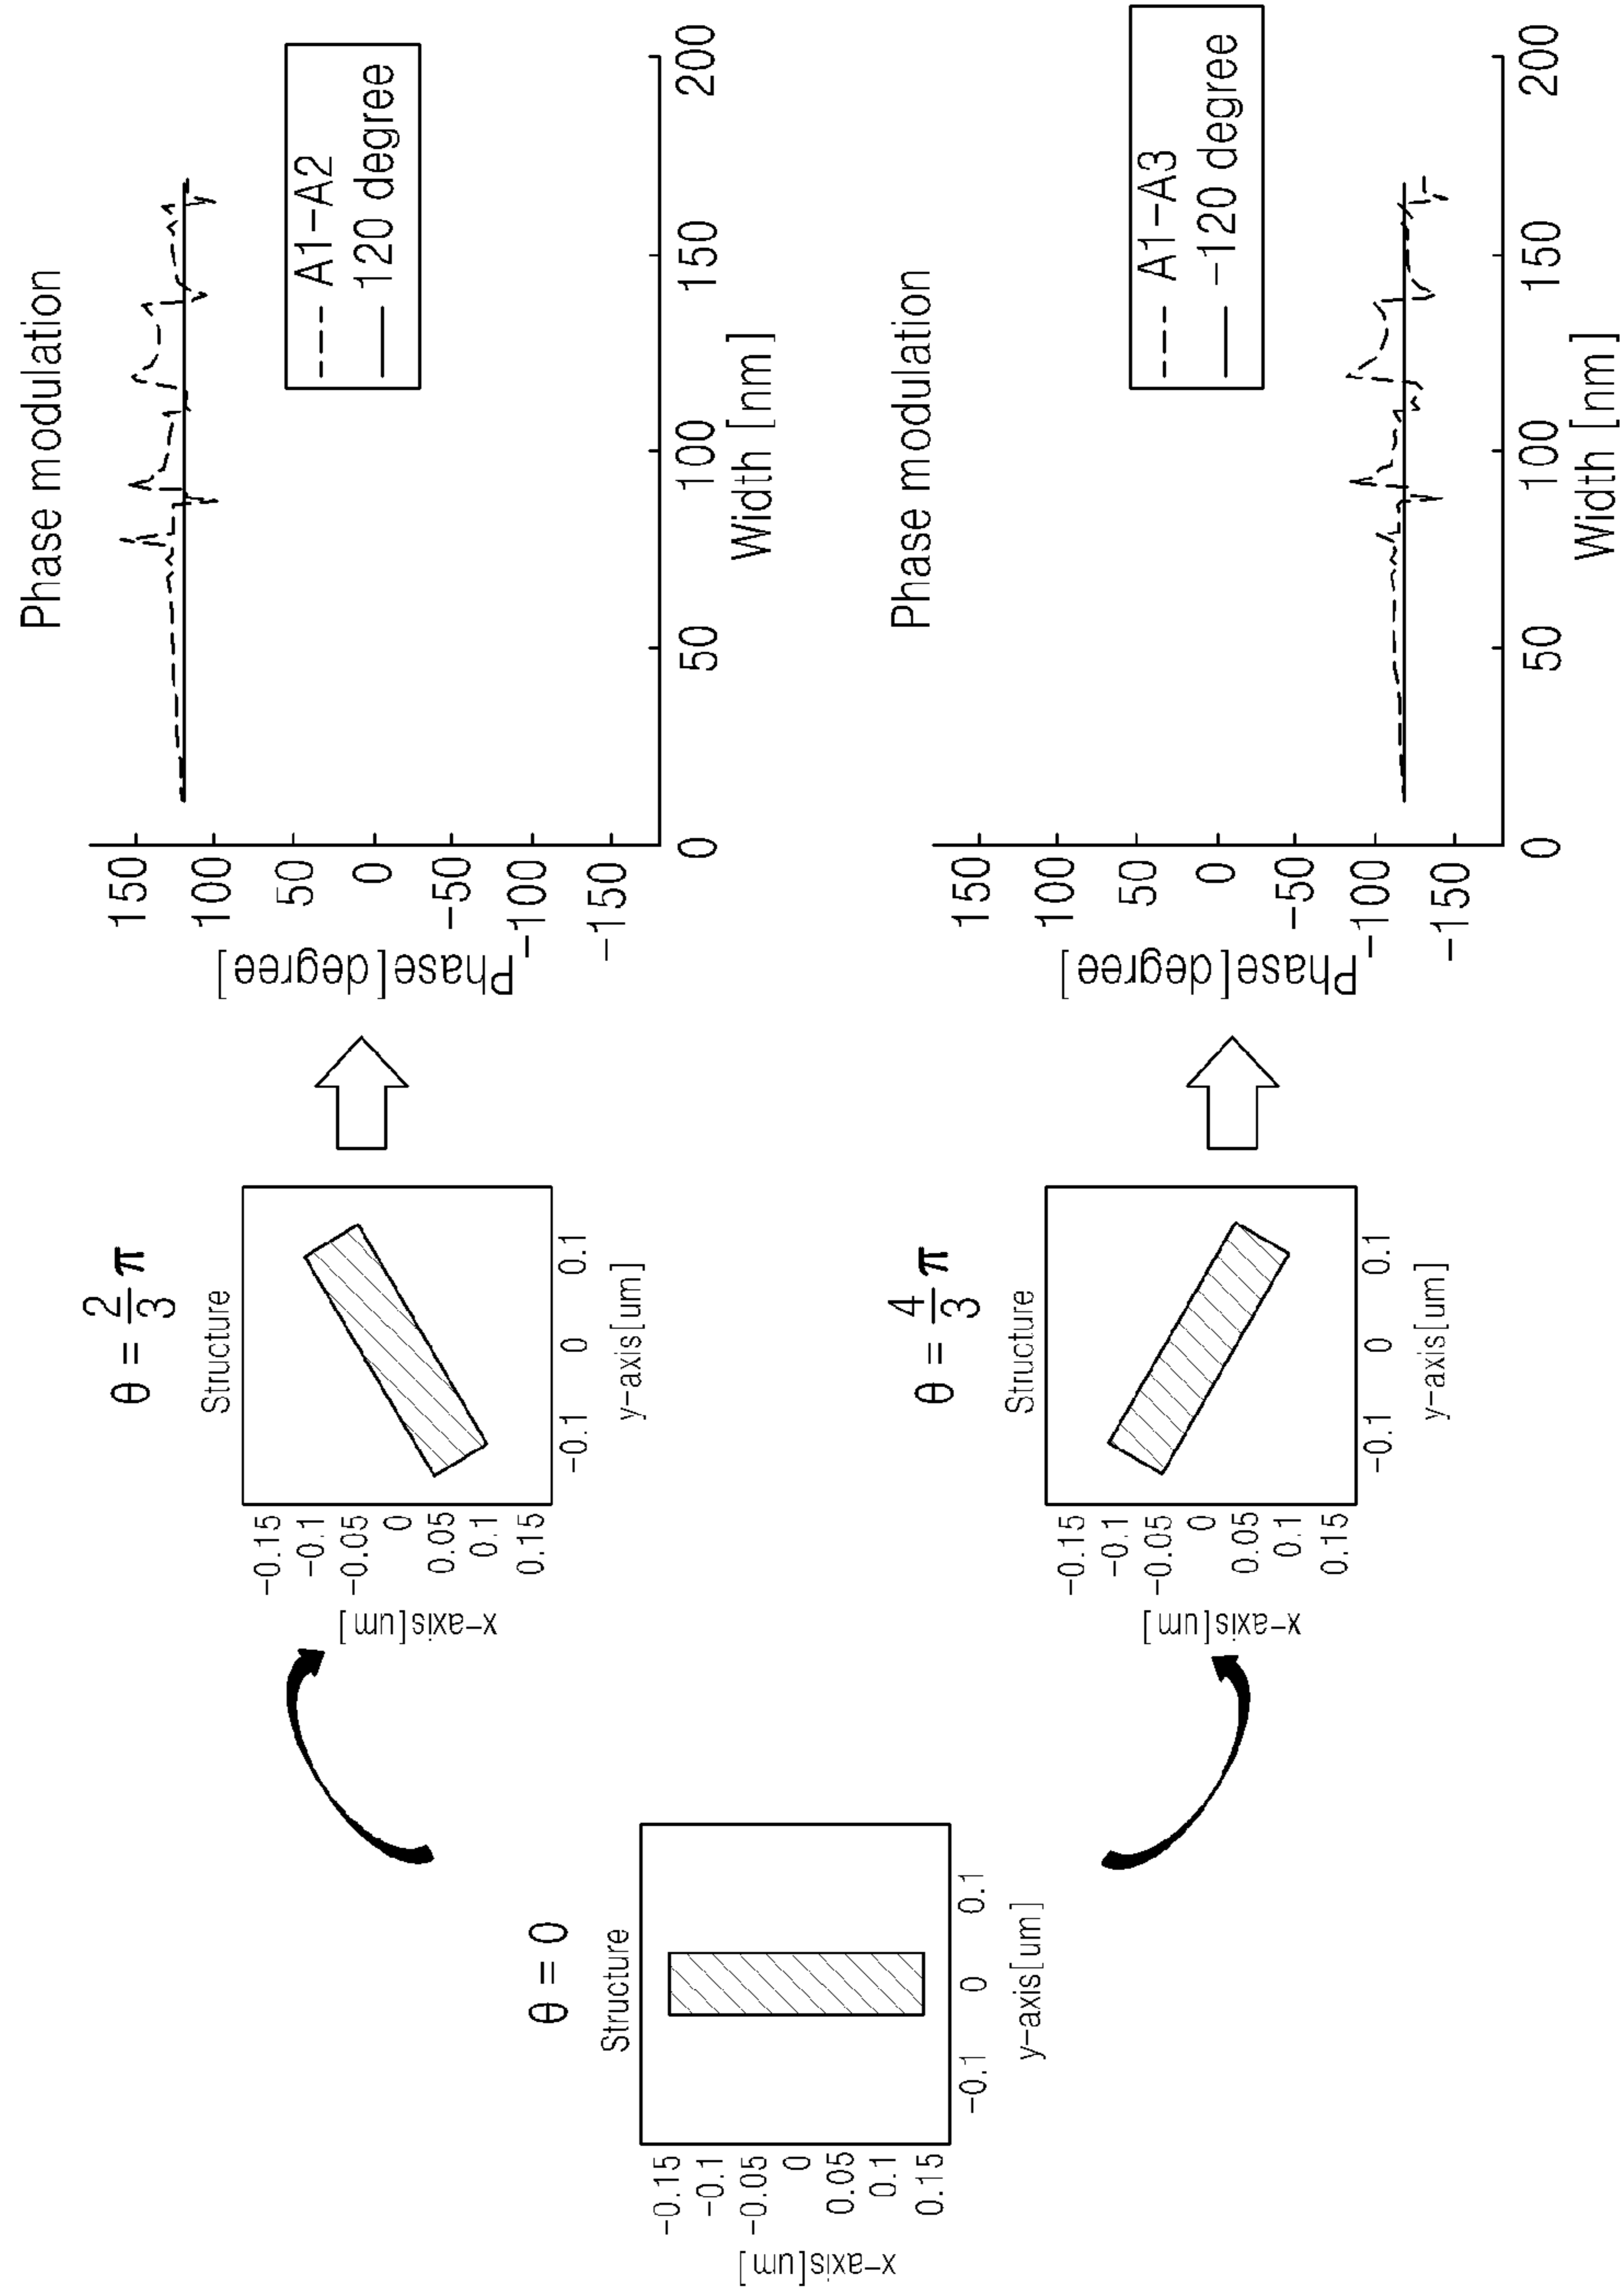 θ = 0
Structure
-0.15
-0.1
-0.05
0
0.05
0.1
0.15
x-axis[um]
-0.1 0 0.1
y-axis[um]
θ = 2/3 π
Structure
-0.15
-0.1
-0.05
0
0.05
0.1
0.15
x-axis[um]
-0.1 0 0.1
y-axis[um]
Phase modulation
150
100
50
0
-50
-100
-150
Phase[degree]
A1-A2
120 degree
0 50 100 150 200
Width [nm]
θ = 4/3 π
Structure
-0.15
-0.1
-0.05
0
0.05
0.1
0.15
x-axis[um]
-0.1 0 0.1
y-axis[um]
Phase modulation
150
100
50
0
-50
-100
-150
Phase[degree]
A1-A3
-120 degree
0 50 100 150 200
Width [nm]